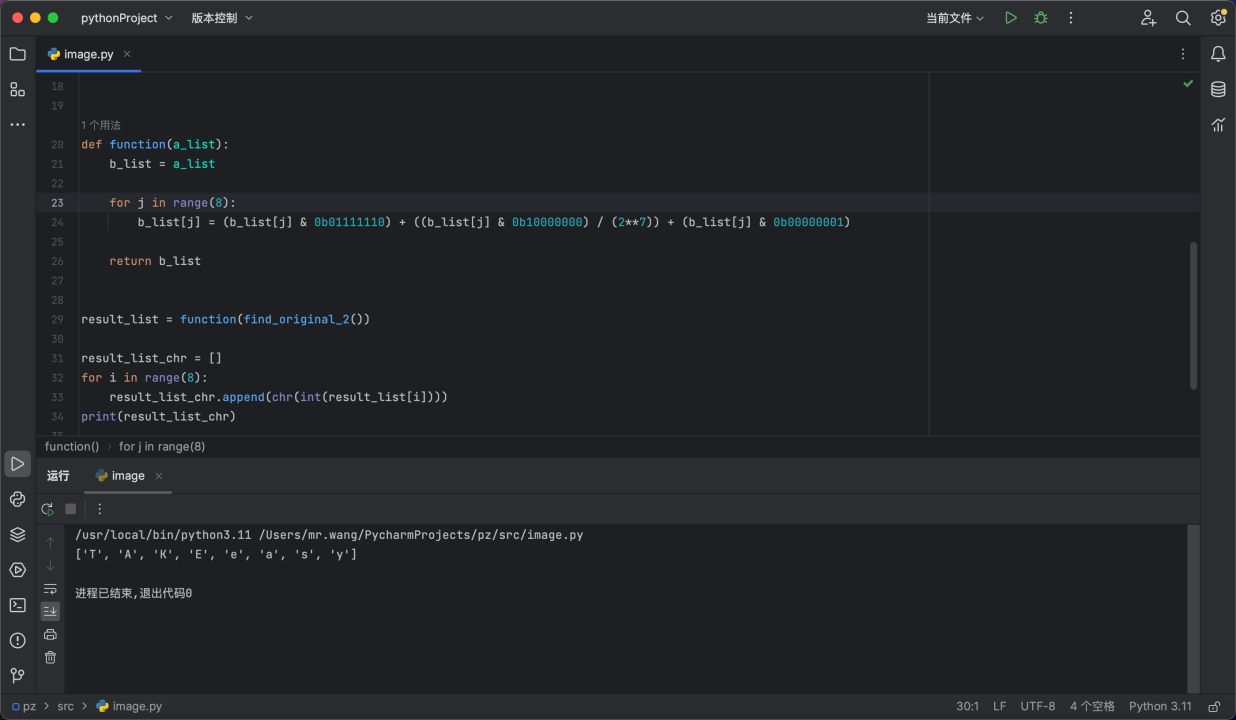 pythonProject 版本控制 当前文件
image.py
18
19
1 个用法
20 def function(a_list):
21     b_list = a_list
22
23     for j in range(8):
24         b_list[j] = (b_list[j] & 0b01111110) + ((b_list[j] & 0b10000000) / (2**7)) + (b_list[j] & 0b00000001)
25
26     return b_list
27
28
29 result_list = function(find_original_2())
30
31 result_list_chr = []
32 for i in range(8):
33     result_list_chr.append(chr(int(result_list[i])))
34 print(result_list_chr)
35
function() › for j in range(8)
运行 image
/usr/local/bin/python3.11 /Users/mr.wang/PycharmProjects/pz/src/image.py
['T', 'A', 'K', 'E', 'e', 'a', 's', 'y']
进程已结束,退出代码0
pz > src > image.py 30:1 LF UTF-8 4 个空格 Python 3.11